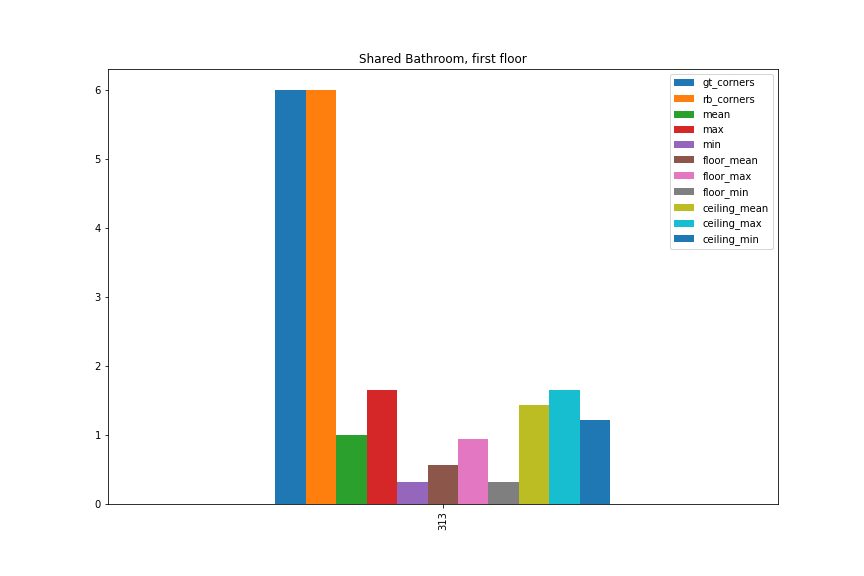 Shared Bathroom, first floor
6
5
4
3
2
1
0
313
gt_corners
rb_corners
mean
max
min
floor_mean
floor_max
floor_min
ceiling_mean
ceiling_max
ceiling_min